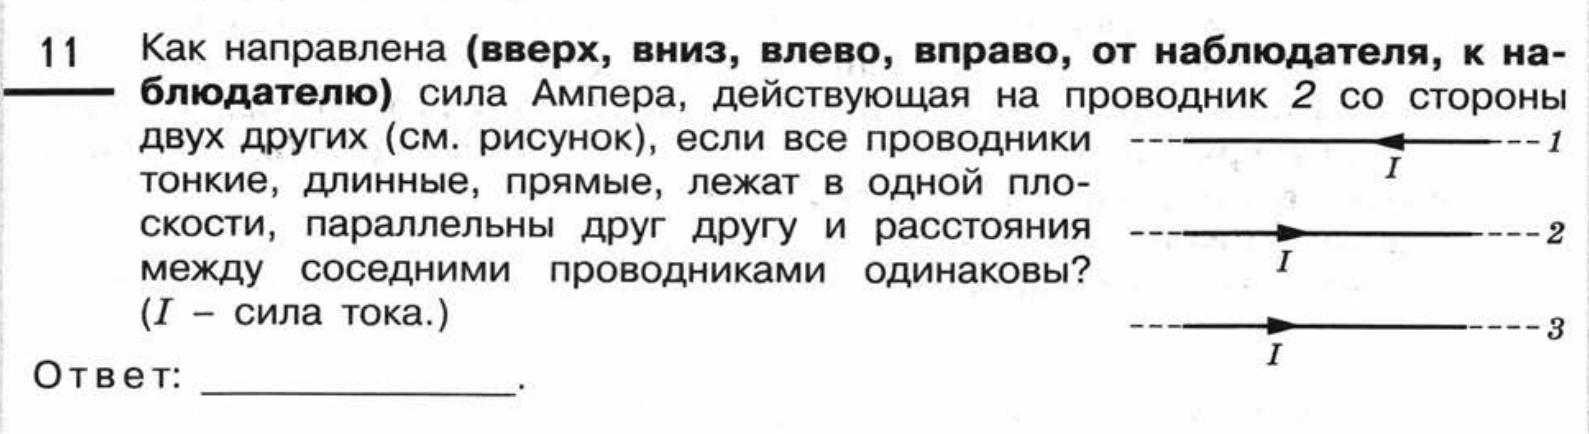 11 Как направлена (вверх, вниз, влево, вправо, от наблюдателя, к на-
блюдателю) сила Ампера, действующая на проводник 2 со стороны
двух других (см. рисунок), если все проводники
тонкие, длинные, прямые, лежат в одной пло-
скости, параллельны друг другу и расстояния
между соседними проводниками одинаковы?
(I – сила тока.)
1
I
2
I
3
I
Ответ: ____________.